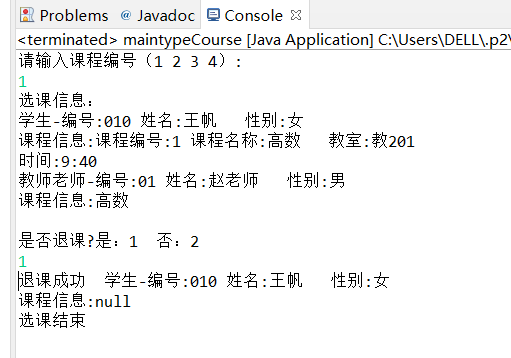 Problems @ Javadoc Console
<terminated> maintypeCourse [Java Application] C:\Users\DELL\.p2\
请输入课程编号（1 2 3 4）:
1
选课信息:
学生-编号:010 姓名:王帆 性别:女
课程信息:课程编号:1 课程名称:高数 教室:教201
时间:9:40
教师老师-编号:01 姓名:赵老师 性别:男
课程信息:高数
是否退课?是：1 否：2
1
退课成功 学生-编号:010 姓名:王帆 性别:女
课程信息:null
选课结束